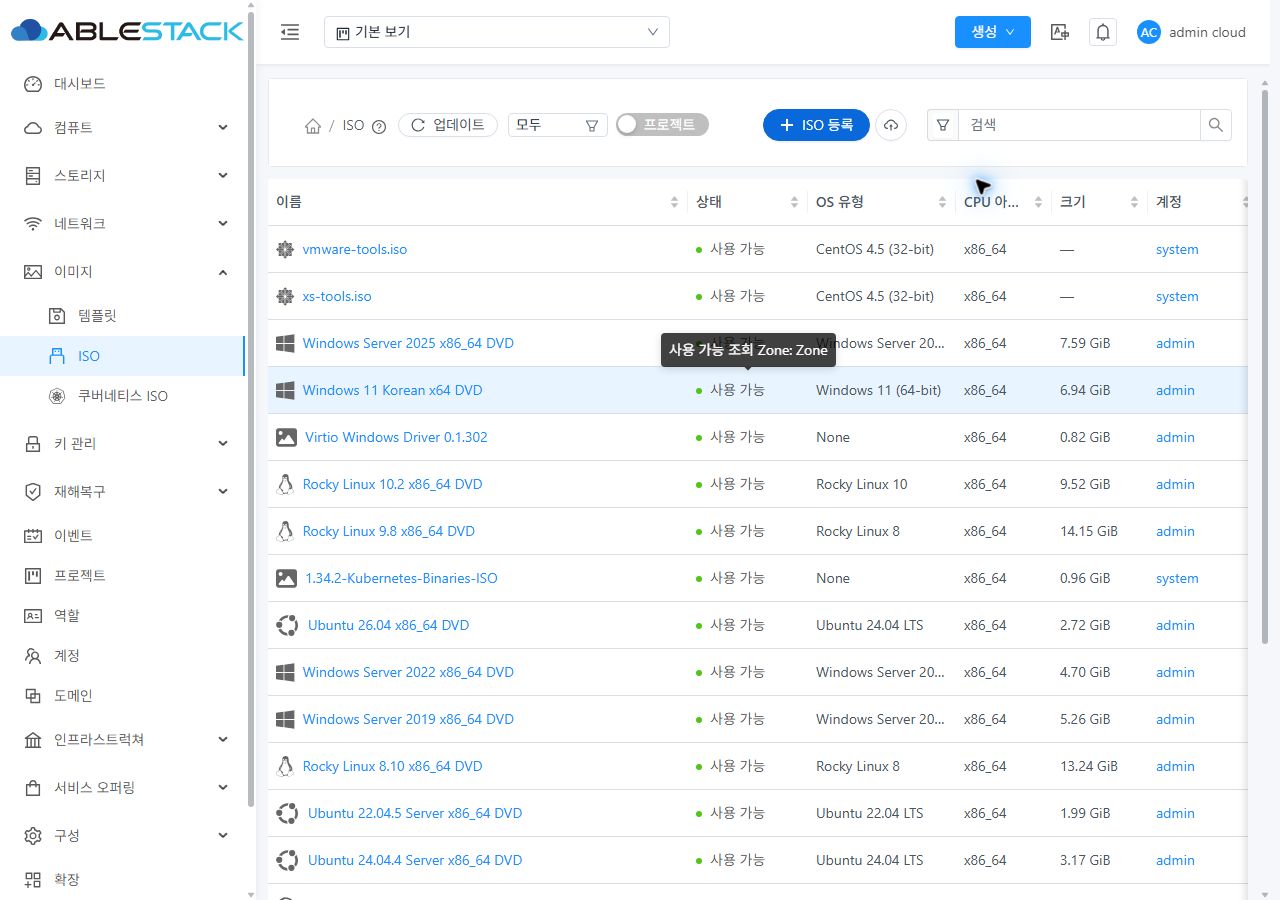 ABLESTACK
기본 보기
생성
AC
admin cloud
대시보드
컴퓨트
스토리지
네트워크
이미지
템플릿
ISO
쿠버네티스 ISO
키 관리
재해복구
이벤트
프로젝트
역할
계정
도메인
인프라스트럭쳐
서비스 오퍼링
구성
확장
/ ISO
업데이트
모두
프로젝트
ISO 등록
검색
이름 상태 OS 유형 CPU 아... 크기 계정
vmware-tools.iso 사용 가능 CentOS 4.5 (32-bit) x86_64 — system
xs-tools.iso 사용 가능 CentOS 4.5 (32-bit) x86_64 — system
Windows Server 2025 x86_64 DVD Windows Server 20... x86_64 7.59 GiB admin
사용 가능 조회 Zone: Zone
Windows 11 Korean x64 DVD 사용 가능 Windows 11 (64-bit) x86_64 6.94 GiB admin
Virtio Windows Driver 0.1.302 사용 가능 None x86_64 0.82 GiB admin
Rocky Linux 10.2 x86_64 DVD 사용 가능 Rocky Linux 10 x86_64 9.52 GiB admin
Rocky Linux 9.8 x86_64 DVD 사용 가능 Rocky Linux 8 x86_64 14.15 GiB admin
1.34.2-Kubernetes-Binaries-ISO 사용 가능 None x86_64 0.96 GiB system
Ubuntu 26.04 x86_64 DVD 사용 가능 Ubuntu 24.04 LTS x86_64 2.72 GiB admin
Windows Server 2022 x86_64 DVD 사용 가능 Windows Server 20... x86_64 4.70 GiB admin
Windows Server 2019 x86_64 DVD 사용 가능 Windows Server 20... x86_64 5.26 GiB admin
Rocky Linux 8.10 x86_64 DVD 사용 가능 Rocky Linux 8 x86_64 13.24 GiB admin
Ubuntu 22.04.5 Server x86_64 DVD 사용 가능 Ubuntu 22.04 LTS x86_64 1.99 GiB admin
Ubuntu 24.04.4 Server x86_64 DVD 사용 가능 Ubuntu 24.04 LTS x86_64 3.17 GiB admin